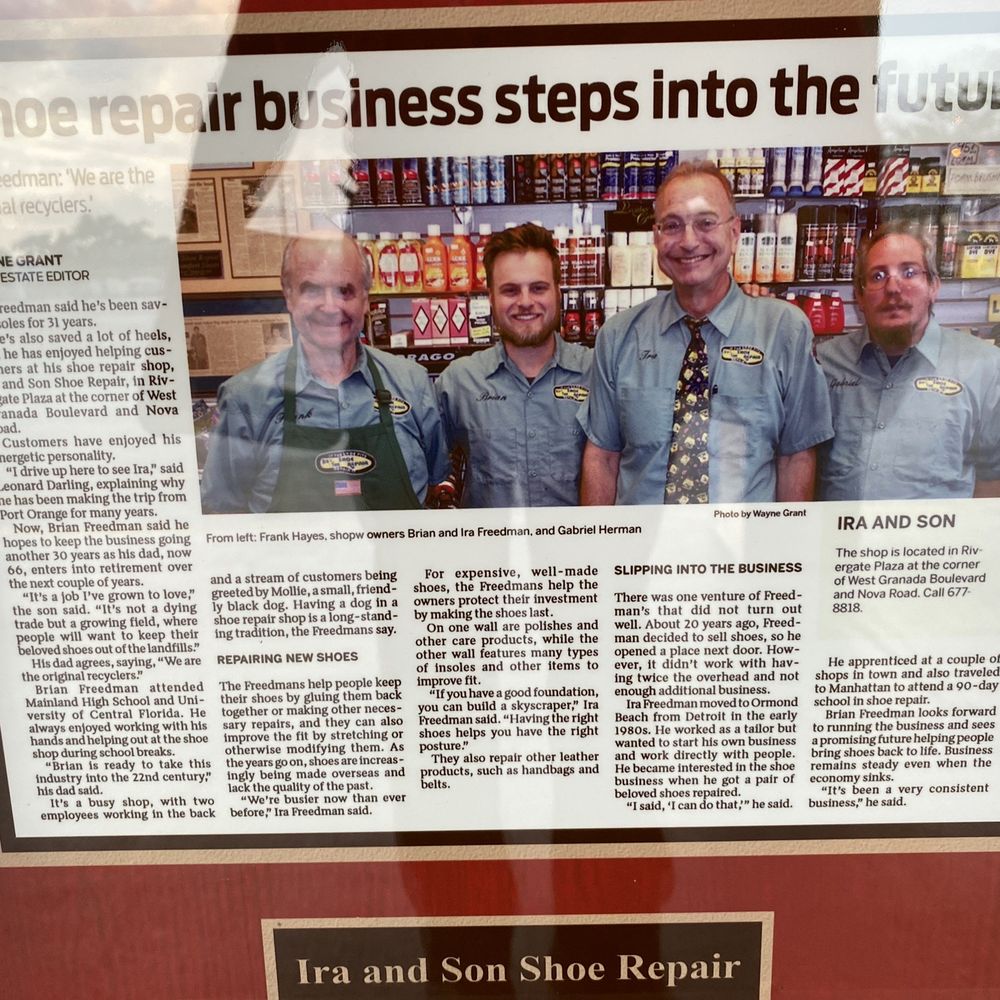 hoe repair business steps into the futur
eedman: 'We are the
al recyclers.'
NE GRANT
ESTATE EDITOR
reedman said he's been sav-
oles for 31 years.
e's also saved a lot of heels,
he has enjoyed helping cus-
ers at his shoe repair shop,
and Son Shoe Repair, in Riv-
gate Plaza at the corner of West
ranada Boulevard and Nova
oad.
Customers have enjoyed his
nergetic personality.
"I drive up here to see Ira," said
Leonard Darling, explaining why
he has been making the trip from
Port Orange for many years.
Now, Brian Freedman said he
hopes to keep the business going
another 30 years as his dad, now
66, enters into retirement over
the next couple of years.
"It's a job I've grown to love,"
the son said. "It's not a dying
trade but a growing field, where
people will want to keep their
beloved shoes out of the landfills."
His dad agrees, saying, "We are
the original recyclers."
Brian Freedman attended
Mainland High School and Uni-
versity of Central Florida. He
always enjoyed working with his
hands and helping out at the shoe
shop during school breaks.
"Brian is ready to take this
industry into the 22nd century,"
his dad said.
It's a busy shop, with two
employees working in the back
Frank
Brian
Ira
Gabriel
Photo by Wayne Grant
From left: Frank Hayes, shopw owners Brian and Ira Freedman, and Gabriel Herman
and a stream of customers being
greeted by Mollie, a small, friend-
ly black dog. Having a dog in a
shoe repair shop is a long-stand-
ing tradition, the Freedmans say.
REPAIRING NEW SHOES
The Freedmans help people keep
their shoes by gluing them back
together or making other neces-
sary repairs, and they can also
improve the fit by stretching or
otherwise modifying them. As
the years go on, shoes are increas-
ingly being made overseas and
lack the quality of the past.
"We're busier now than ever
before," Ira Freedman said.
For expensive, well-made
shoes, the Freedmans help the
owners protect their investment
by making the shoes last.
On one wall are polishes and
other care products, while the
other wall features many types
of insoles and other items to
improve fit.
"If you have a good foundation,
you can build a skyscraper," Ira
Freedman said. "Having the right
shoes helps you have the right
posture."
They also repair other leather
products, such as handbags and
belts.
SLIPPING INTO THE BUSINESS
There was one venture of Freed-
man's that did not turn out
well. About 20 years ago, Freed-
man decided to sell shoes, so he
opened a place next door. How-
ever, it didn't work with hav-
ing twice the overhead and not
enough additional business.
Ira Freedman moved to Ormond
Beach from Detroit in the early
1980s. He worked as a tailor but
wanted to start his own business
and work directly with people.
He became interested in the shoe
business when he got a pair of
beloved shoes repaired.
"I said, 'I can do that,'" he said.
IRA AND SON
The shop is located in Riv-
ergate Plaza at the corner
of West Granada Boulevard
and Nova Road. Call 677-
8818.
He apprenticed at a couple of
shops in town and also traveled
to Manhattan to attend a 90-day
school in shoe repair.
Brian Freedman looks forward
to running the business and sees
a promising future helping people
bring shoes back to life. Business
remains steady even when the
economy sinks.
"It's been a very consistent
business," he said.
Ira and Son Shoe Repair